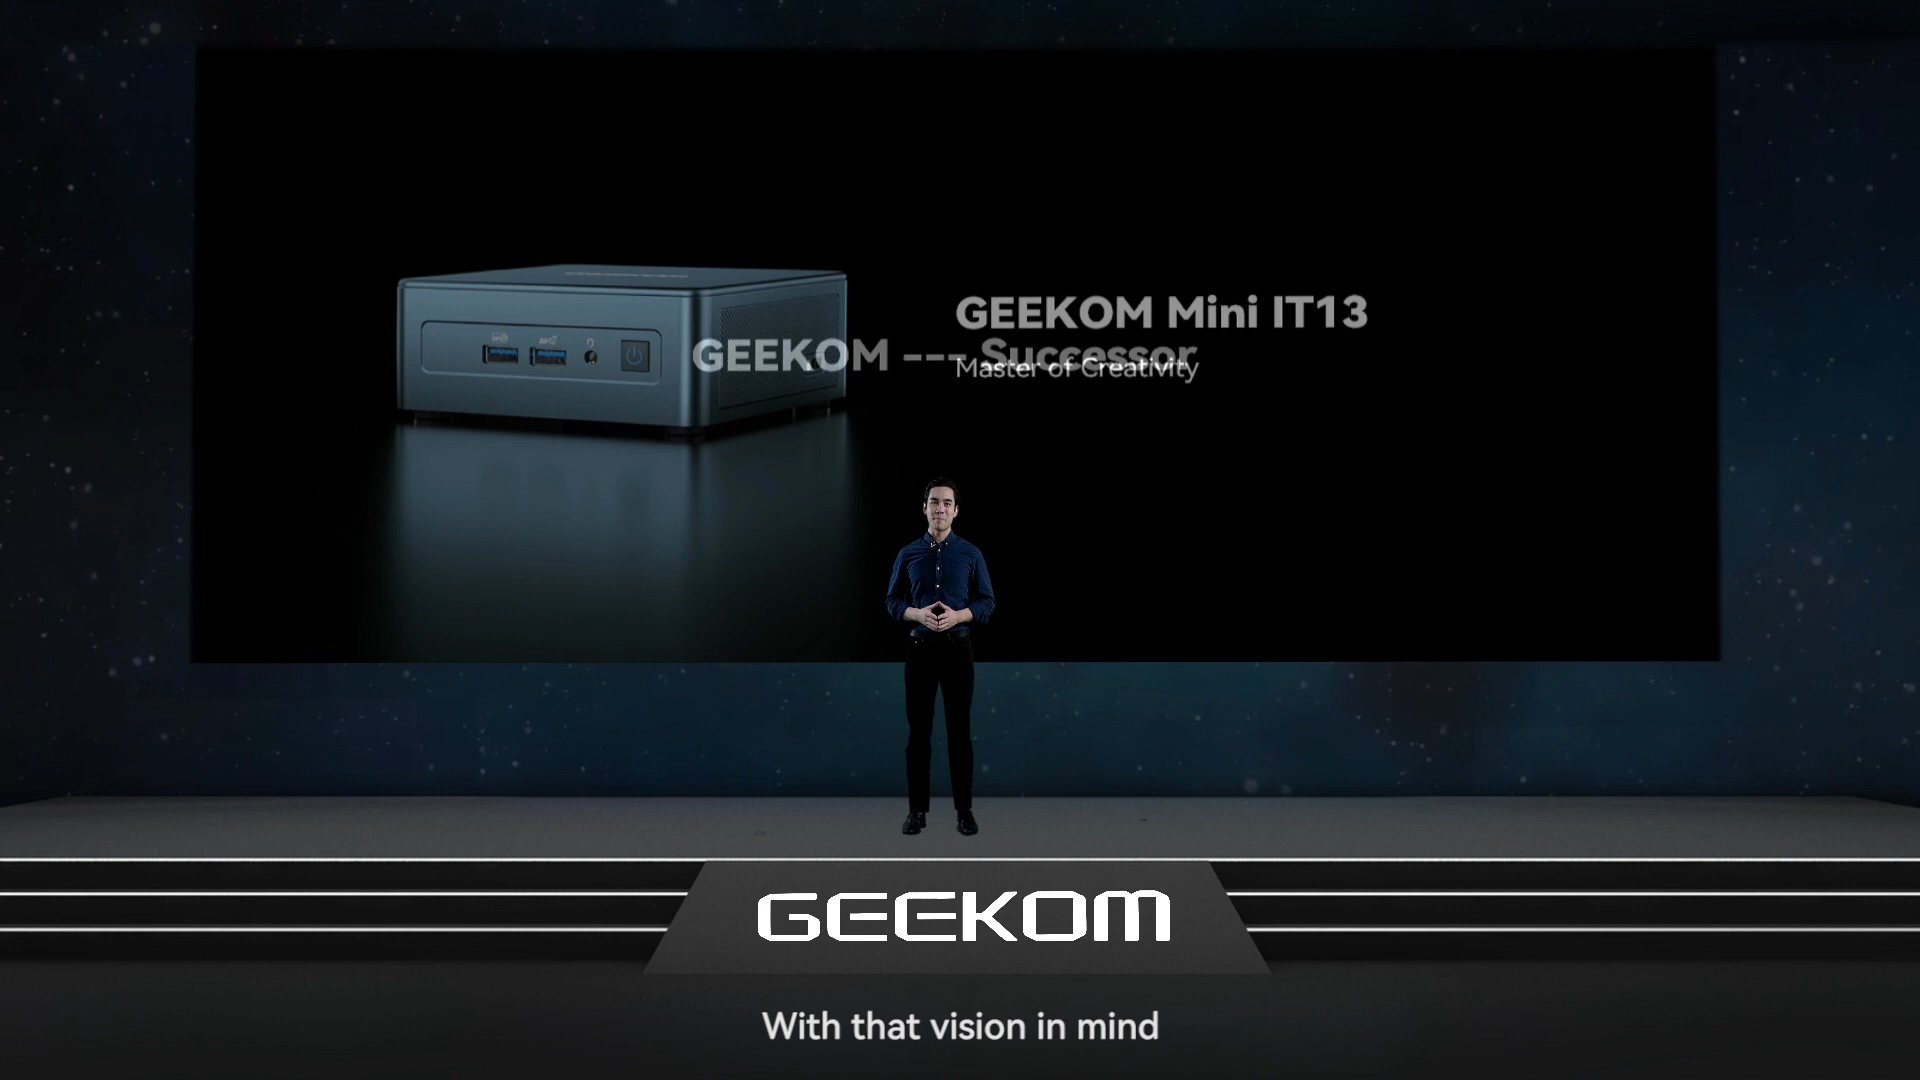 GEEKOM Mini IT13
GEEKOM --- Successor
Master of Creativity
GEEKOM
With that vision in mind